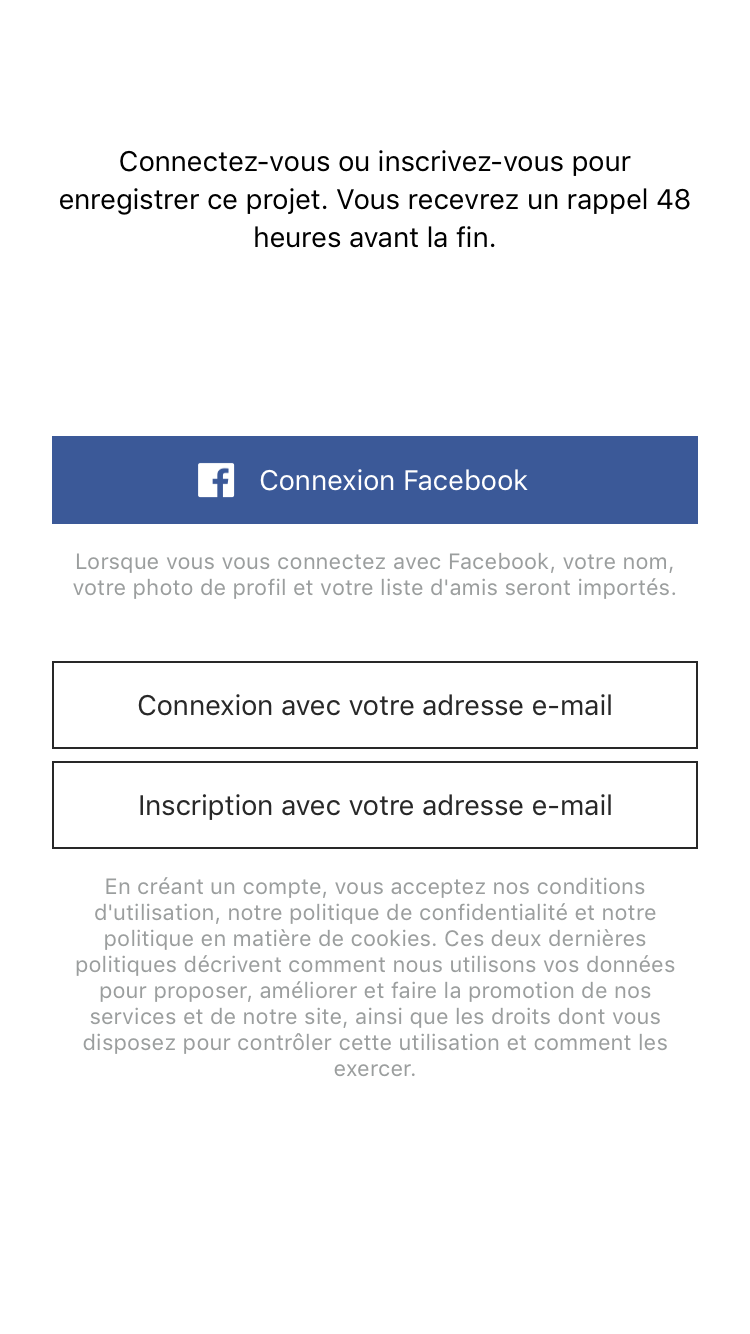 Connectez-vous ou inscrivez-vous pour
enregistrer ce projet. Vous recevrez un rappel 48
heures avant la fin.
Connexion Facebook
Lorsque vous vous connectez avec Facebook, votre nom,
votre photo de profil et votre liste d'amis seront importés.
Connexion avec votre adresse e-mail
Inscription avec votre adresse e-mail
En créant un compte, vous acceptez nos conditions
d'utilisation, notre politique de confidentialité et notre
politique en matière de cookies. Ces deux dernières
politiques décrivent comment nous utilisons vos données
pour proposer, améliorer et faire la promotion de nos
services et de notre site, ainsi que les droits dont vous
disposez pour contrôler cette utilisation et comment les
exercer.